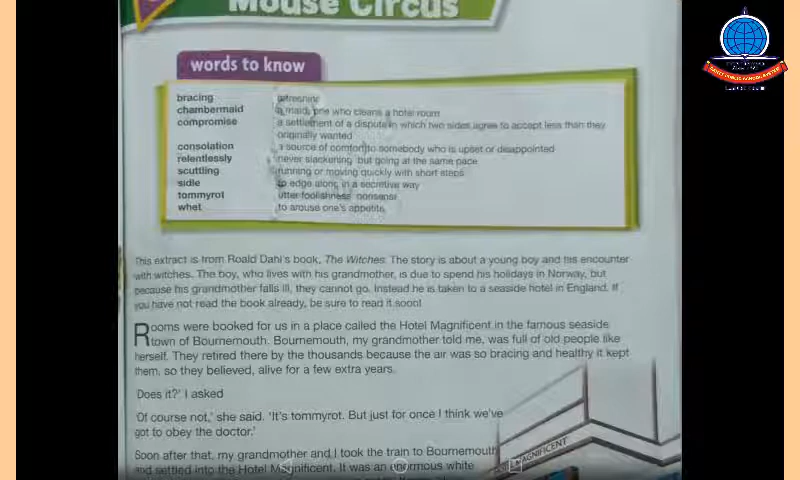 Mouse Circus
words to know
bracing refreshing
chambermaid a maid, one who cleans a hotel room
compromise a settlement of a dispute in which two sides agree to accept less than they
originally wanted
consolation a source of comfort to somebody who is upset or disappointed
relentlessly never slackening but going at the same pace
scuttling running or moving quickly with short steps
sidle to edge along in a secretive way
tommyrot utter foolishness nonsense
whet to arouse one's appetite
This extract is from Roald Dahl's book, The Witches. The story is about a young boy and his encounter
with witches. The boy, who lives with his grandmother, is due to spend his holidays in Norway, but
because his grandmother falls ill, they cannot go. Instead he is taken to a seaside hotel in England. If
you have not read the book already, be sure to read it soon!
Rooms were booked for us in a place called the Hotel Magnificent in the famous seaside
town of Bournemouth. Bournemouth, my grandmother told me, was full of old people like
herself. They retired there by the thousands because the air was so bracing and healthy it kept
them, so they believed, alive for a few extra years.
'Does it?' I asked
'Of course not,' she said. 'It's tommyrot. But just for once I think we've
got to obey the doctor.'
Soon after that, my grandmother and I took the train to Bournemouth
and settled into the Hotel Magnificent. It was an enormous white
MAGNIFICENT